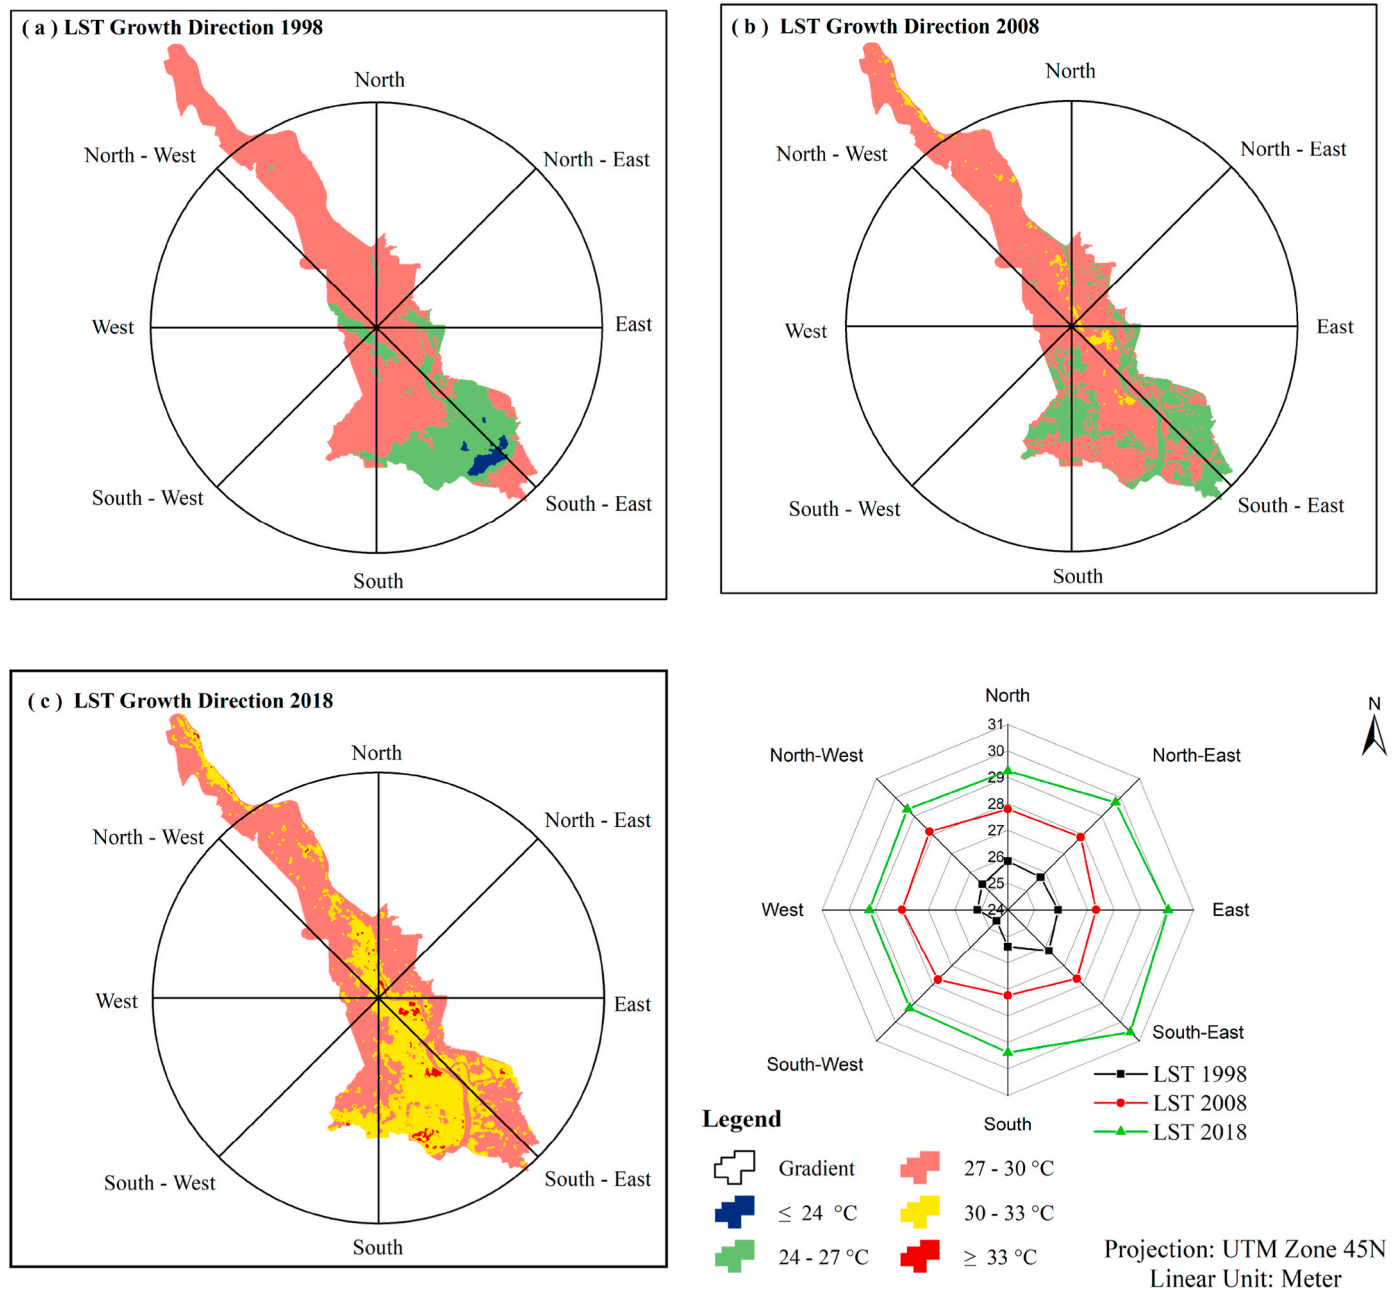 ( a ) LST Growth Direction 1998
North
North - West
North - East
West
East
South - West
South - East
South
( b ) LST Growth Direction 2008
North
North - West
North - East
West
East
South - West
South - East
South
( c ) LST Growth Direction 2018
North
North - West
North - East
West
East
South - West
South - East
South
North
N
31
30
29
28
27
26
25
24
North-West
North-East
West
East
South-West
South-East
South
LST 1998
LST 2008
LST 2018
Legend
Gradient
≤ 24 °C
24 - 27 °C
27 - 30 °C
30 - 33 °C
≥ 33 °C
Projection: UTM Zone 45N
Linear Unit: Meter